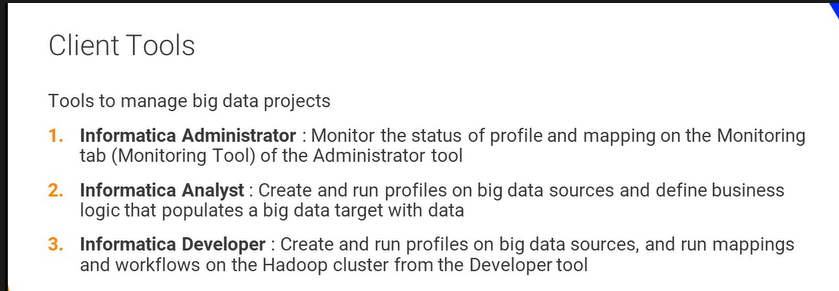 Client Tools
Tools to manage big data projects
1. Informatica Administrator : Monitor the status of profile and mapping on the Monitoring
tab (Monitoring Tool) of the Administrator tool
2. Informatica Analyst : Create and run profiles on big data sources and define business
logic that populates a big data target with data
3. Informatica Developer : Create and run profiles on big data sources, and run mappings
and workflows on the Hadoop cluster from the Developer tool